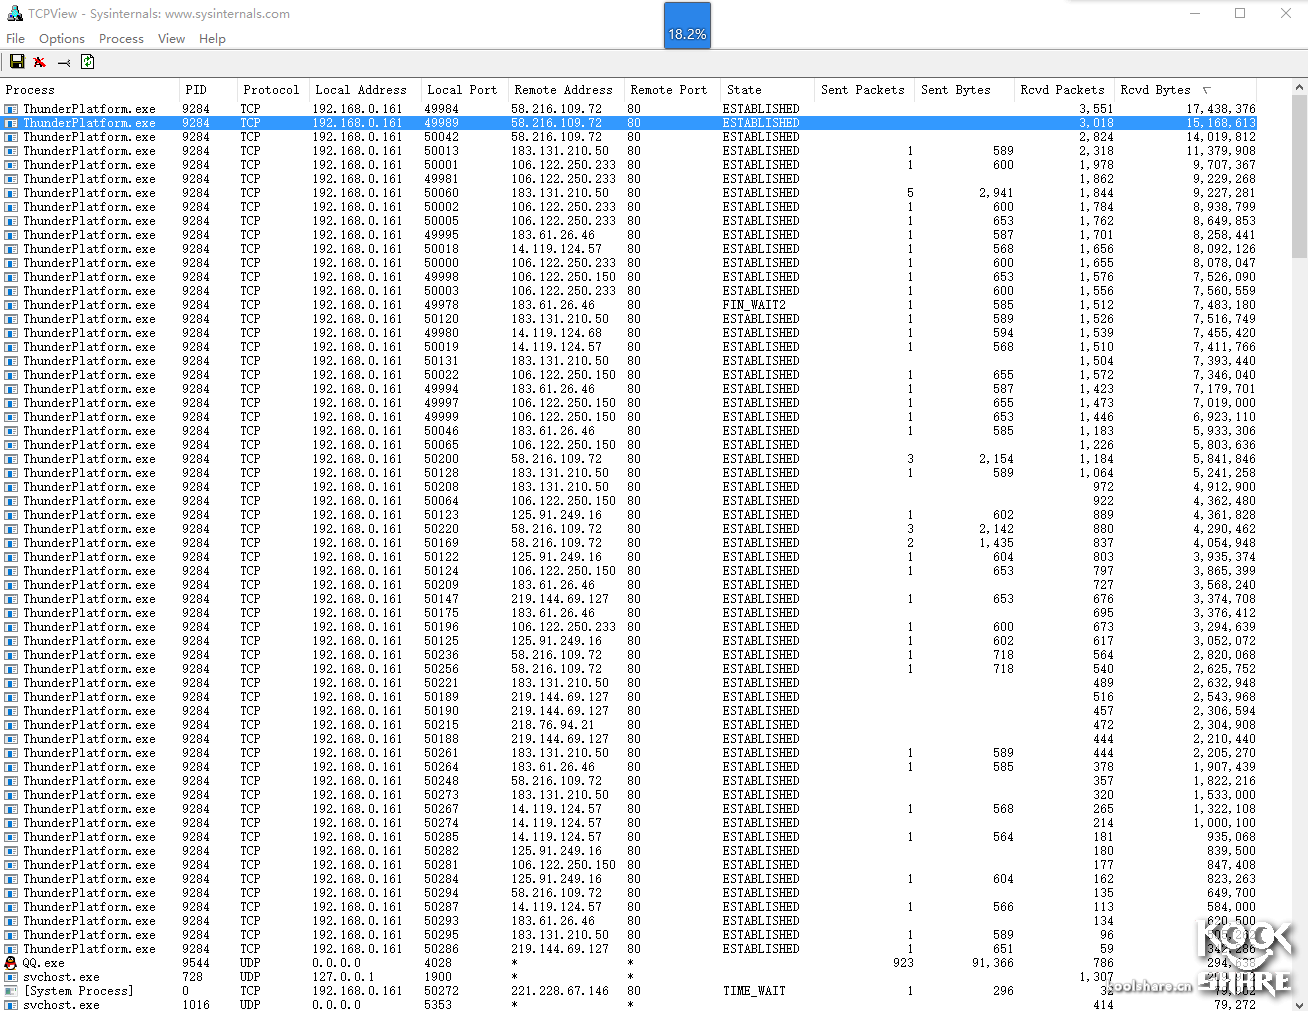 TCPView - Sysinternals: www.sysinternals.com
18.2%
File Options Process View Help
Process PID Protocol Local Address Local Port Remote Address Remote Port State Sent Packets Sent Bytes Rcvd Packets Rcvd Bytes
ThunderPlatform.exe 9284 TCP 192.168.0.161 49984 58.216.109.72 80 ESTABLISHED 3,551 17,438,376
ThunderPlatform.exe 9284 TCP 192.168.0.161 49989 58.216.109.72 80 ESTABLISHED 3,018 15,168,613
ThunderPlatform.exe 9284 TCP 192.168.0.161 50042 58.216.109.72 80 ESTABLISHED 2,824 14,019,812
ThunderPlatform.exe 9284 TCP 192.168.0.161 50013 183.131.210.50 80 ESTABLISHED 1 589 2,318 11,379,908
ThunderPlatform.exe 9284 TCP 192.168.0.161 50001 106.122.250.233 80 ESTABLISHED 1 600 1,978 9,707,367
ThunderPlatform.exe 9284 TCP 192.168.0.161 49981 106.122.250.233 80 ESTABLISHED 1,862 9,229,268
ThunderPlatform.exe 9284 TCP 192.168.0.161 50060 183.131.210.50 80 ESTABLISHED 5 2,941 1,844 9,227,281
ThunderPlatform.exe 9284 TCP 192.168.0.161 50002 106.122.250.233 80 ESTABLISHED 1 600 1,784 8,938,799
ThunderPlatform.exe 9284 TCP 192.168.0.161 50005 106.122.250.233 80 ESTABLISHED 1 653 1,762 8,649,853
ThunderPlatform.exe 9284 TCP 192.168.0.161 49995 183.61.26.46 80 ESTABLISHED 1 587 1,701 8,258,441
ThunderPlatform.exe 9284 TCP 192.168.0.161 50018 14.119.124.57 80 ESTABLISHED 1 568 1,656 8,092,126
ThunderPlatform.exe 9284 TCP 192.168.0.161 50000 106.122.250.233 80 ESTABLISHED 1 600 1,655 8,078,047
ThunderPlatform.exe 9284 TCP 192.168.0.161 49998 106.122.250.150 80 ESTABLISHED 1 653 1,576 7,526,090
ThunderPlatform.exe 9284 TCP 192.168.0.161 50003 106.122.250.233 80 ESTABLISHED 1 600 1,556 7,560,559
ThunderPlatform.exe 9284 TCP 192.168.0.161 49978 183.61.26.46 80 FIN_WAIT2 1 585 1,512 7,483,180
ThunderPlatform.exe 9284 TCP 192.168.0.161 50120 183.131.210.50 80 ESTABLISHED 1 589 1,526 7,516,749
ThunderPlatform.exe 9284 TCP 192.168.0.161 49980 14.119.124.68 80 ESTABLISHED 1 594 1,539 7,455,420
ThunderPlatform.exe 9284 TCP 192.168.0.161 50019 14.119.124.57 80 ESTABLISHED 1 568 1,510 7,411,766
ThunderPlatform.exe 9284 TCP 192.168.0.161 50131 183.131.210.50 80 ESTABLISHED 1,504 7,393,440
ThunderPlatform.exe 9284 TCP 192.168.0.161 50022 106.122.250.150 80 ESTABLISHED 1 655 1,572 7,346,040
ThunderPlatform.exe 9284 TCP 192.168.0.161 49994 183.61.26.46 80 ESTABLISHED 1 587 1,423 7,179,701
ThunderPlatform.exe 9284 TCP 192.168.0.161 49997 106.122.250.150 80 ESTABLISHED 1 655 1,473 7,019,000
ThunderPlatform.exe 9284 TCP 192.168.0.161 49999 106.122.250.150 80 ESTABLISHED 1 653 1,446 6,923,110
ThunderPlatform.exe 9284 TCP 192.168.0.161 50046 183.61.26.46 80 ESTABLISHED 1 585 1,183 5,933,306
ThunderPlatform.exe 9284 TCP 192.168.0.161 50065 106.122.250.150 80 ESTABLISHED 1,226 5,803,636
ThunderPlatform.exe 9284 TCP 192.168.0.161 50200 58.216.109.72 80 ESTABLISHED 3 2,154 1,184 5,841,846
ThunderPlatform.exe 9284 TCP 192.168.0.161 50128 183.131.210.50 80 ESTABLISHED 1 589 1,064 5,241,258
ThunderPlatform.exe 9284 TCP 192.168.0.161 50208 183.131.210.50 80 ESTABLISHED 972 4,912,900
ThunderPlatform.exe 9284 TCP 192.168.0.161 50064 106.122.250.150 80 ESTABLISHED 922 4,362,480
ThunderPlatform.exe 9284 TCP 192.168.0.161 50123 125.91.249.16 80 ESTABLISHED 1 602 889 4,361,828
ThunderPlatform.exe 9284 TCP 192.168.0.161 50220 58.216.109.72 80 ESTABLISHED 3 2,142 880 4,290,462
ThunderPlatform.exe 9284 TCP 192.168.0.161 50169 58.216.109.72 80 ESTABLISHED 2 1,435 837 4,054,948
ThunderPlatform.exe 9284 TCP 192.168.0.161 50122 125.91.249.16 80 ESTABLISHED 1 604 803 3,935,374
ThunderPlatform.exe 9284 TCP 192.168.0.161 50124 106.122.250.150 80 ESTABLISHED 1 653 797 3,865,399
ThunderPlatform.exe 9284 TCP 192.168.0.161 50209 183.61.26.46 80 ESTABLISHED 727 3,568,240
ThunderPlatform.exe 9284 TCP 192.168.0.161 50147 219.144.69.127 80 ESTABLISHED 1 653 676 3,374,708
ThunderPlatform.exe 9284 TCP 192.168.0.161 50175 183.61.26.46 80 ESTABLISHED 695 3,376,412
ThunderPlatform.exe 9284 TCP 192.168.0.161 50196 106.122.250.233 80 ESTABLISHED 1 600 673 3,294,639
ThunderPlatform.exe 9284 TCP 192.168.0.161 50125 125.91.249.16 80 ESTABLISHED 1 602 617 3,052,072
ThunderPlatform.exe 9284 TCP 192.168.0.161 50236 58.216.109.72 80 ESTABLISHED 1 718 564 2,820,068
ThunderPlatform.exe 9284 TCP 192.168.0.161 50256 58.216.109.72 80 ESTABLISHED 1 718 540 2,625,752
ThunderPlatform.exe 9284 TCP 192.168.0.161 50221 183.131.210.50 80 ESTABLISHED 489 2,632,948
ThunderPlatform.exe 9284 TCP 192.168.0.161 50189 219.144.69.127 80 ESTABLISHED 516 2,543,968
ThunderPlatform.exe 9284 TCP 192.168.0.161 50190 219.144.69.127 80 ESTABLISHED 457 2,306,594
ThunderPlatform.exe 9284 TCP 192.168.0.161 50215 218.76.94.21 80 ESTABLISHED 472 2,304,908
ThunderPlatform.exe 9284 TCP 192.168.0.161 50188 219.144.69.127 80 ESTABLISHED 444 2,210,440
ThunderPlatform.exe 9284 TCP 192.168.0.161 50261 183.131.210.50 80 ESTABLISHED 1 589 444 2,205,270
ThunderPlatform.exe 9284 TCP 192.168.0.161 50264 183.61.26.46 80 ESTABLISHED 1 585 378 1,907,439
ThunderPlatform.exe 9284 TCP 192.168.0.161 50248 58.216.109.72 80 ESTABLISHED 357 1,822,216
ThunderPlatform.exe 9284 TCP 192.168.0.161 50273 183.131.210.50 80 ESTABLISHED 320 1,533,000
ThunderPlatform.exe 9284 TCP 192.168.0.161 50267 14.119.124.57 80 ESTABLISHED 1 568 265 1,322,108
ThunderPlatform.exe 9284 TCP 192.168.0.161 50274 14.119.124.57 80 ESTABLISHED 214 1,000,100
ThunderPlatform.exe 9284 TCP 192.168.0.161 50285 14.119.124.57 80 ESTABLISHED 1 564 181 935,068
ThunderPlatform.exe 9284 TCP 192.168.0.161 50282 125.91.249.16 80 ESTABLISHED 180 839,500
ThunderPlatform.exe 9284 TCP 192.168.0.161 50281 106.122.250.150 80 ESTABLISHED 177 847,408
ThunderPlatform.exe 9284 TCP 192.168.0.161 50284 125.91.249.16 80 ESTABLISHED 1 604 162 823,263
ThunderPlatform.exe 9284 TCP 192.168.0.161 50294 58.216.109.72 80 ESTABLISHED 135 649,700
ThunderPlatform.exe 9284 TCP 192.168.0.161 50287 14.119.124.57 80 ESTABLISHED 1 566 113 584,000
ThunderPlatform.exe 9284 TCP 192.168.0.161 50293 183.61.26.46 80 ESTABLISHED 134 620,500
ThunderPlatform.exe 9284 TCP 192.168.0.161 50295 183.131.210.50 80 ESTABLISHED 1 589 96
ThunderPlatform.exe 9284 TCP 192.168.0.161 50286 219.144.69.127 80 ESTABLISHED 1 651 59
QQ.exe 9544 UDP 0.0.0.0 4028 * * 923 91,366 786
svchost.exe 728 UDP 127.0.0.1 1900 * * 1,307
[System Process] 0 TCP 192.168.0.161 50272 221.228.67.146 80 TIME_WAIT 1 296
svchost.exe 1016 UDP 0.0.0.0 5353 * * 414 79,272
KOOL
SHARE
koolshare.cn